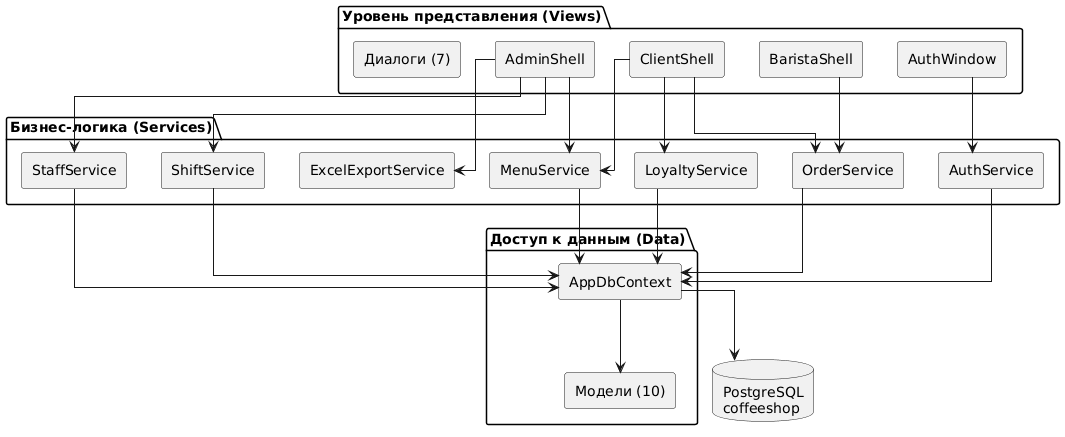 Уровень представления (Views)
Диалоги (7)
AdminShell
ClientShell
BaristaShell
AuthWindow
Бизнес-логика (Services)
StaffService
ShiftService
ExcelExportService
MenuService
LoyaltyService
OrderService
AuthService
Доступ к данным (Data)
AppDbContext
Модели (10)
PostgreSQL
coffeeshop